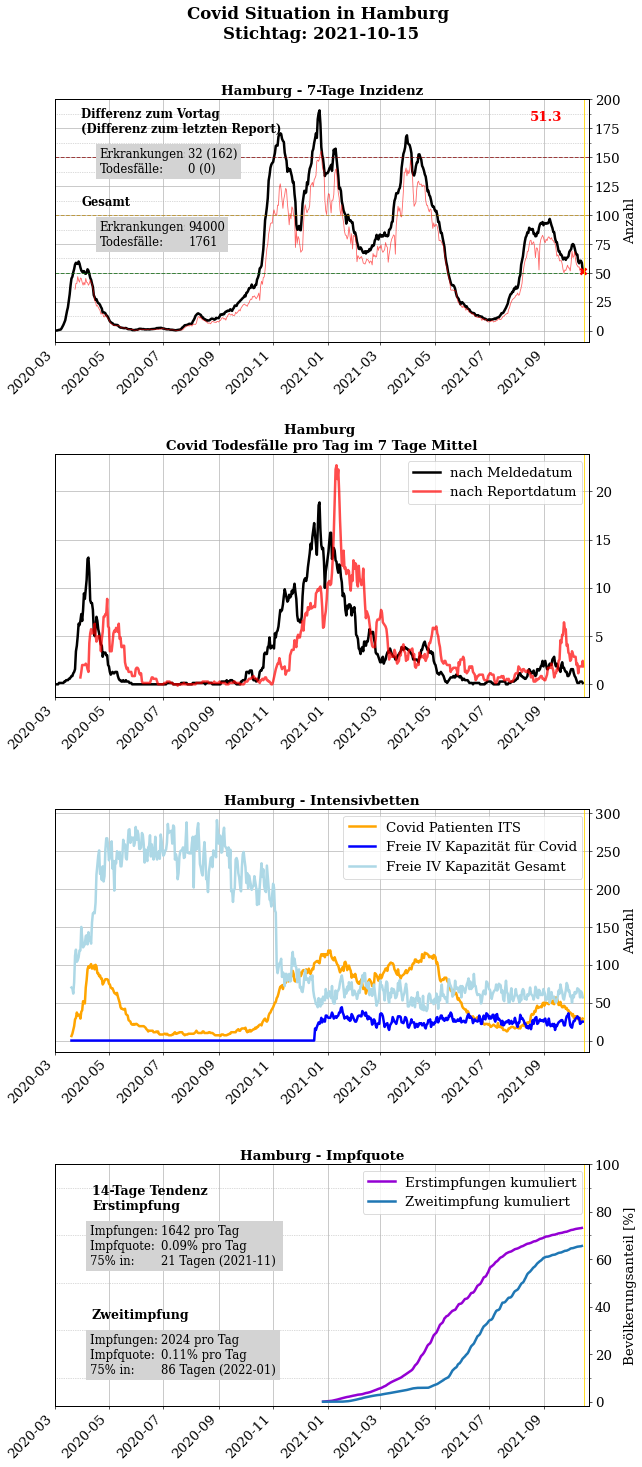 Covid Situation in Hamburg
Stichtag: 2021-10-15
Hamburg - 7-Tage Inzidenz
Differenz zum Vortag
(Differenz zum letzten Report)
Erkrankungen 32 (162)
Todesfälle: 0 (0)
Gesamt
Erkrankungen 94000
Todesfälle: 1761
51.3
200
175
150
125
100
75
50
25
0
Anzahl
2020-03
2020-05
2020-07
2020-09
2020-11
2021-01
2021-03
2021-05
2021-07
2021-09
Hamburg
Covid Todesfälle pro Tag im 7 Tage Mittel
nach Meldedatum
nach Reportdatum
20
15
10
5
0
2020-03
2020-05
2020-07
2020-09
2020-11
2021-01
2021-03
2021-05
2021-07
2021-09
Hamburg - Intensivbetten
Covid Patienten ITS
Freie IV Kapazität für Covid
Freie IV Kapazität Gesamt
300
250
200
150
100
50
0
Anzahl
2020-03
2020-05
2020-07
2020-09
2020-11
2021-01
2021-03
2021-05
2021-07
2021-09
Hamburg - Impfquote
14-Tage Tendenz
Erstimpfung
Impfungen: 1642 pro Tag
Impfquote: 0.09% pro Tag
75% in: 21 Tagen (2021-11)
Zweitimpfung
Impfungen: 2024 pro Tag
Impfquote: 0.11% pro Tag
75% in: 86 Tagen (2022-01)
Erstimpfungen kumuliert
Zweitimpfung kumuliert
100
80
60
40
20
0
Bevölkerungsanteil [%]
2020-03
2020-05
2020-07
2020-09
2020-11
2021-01
2021-03
2021-05
2021-07
2021-09